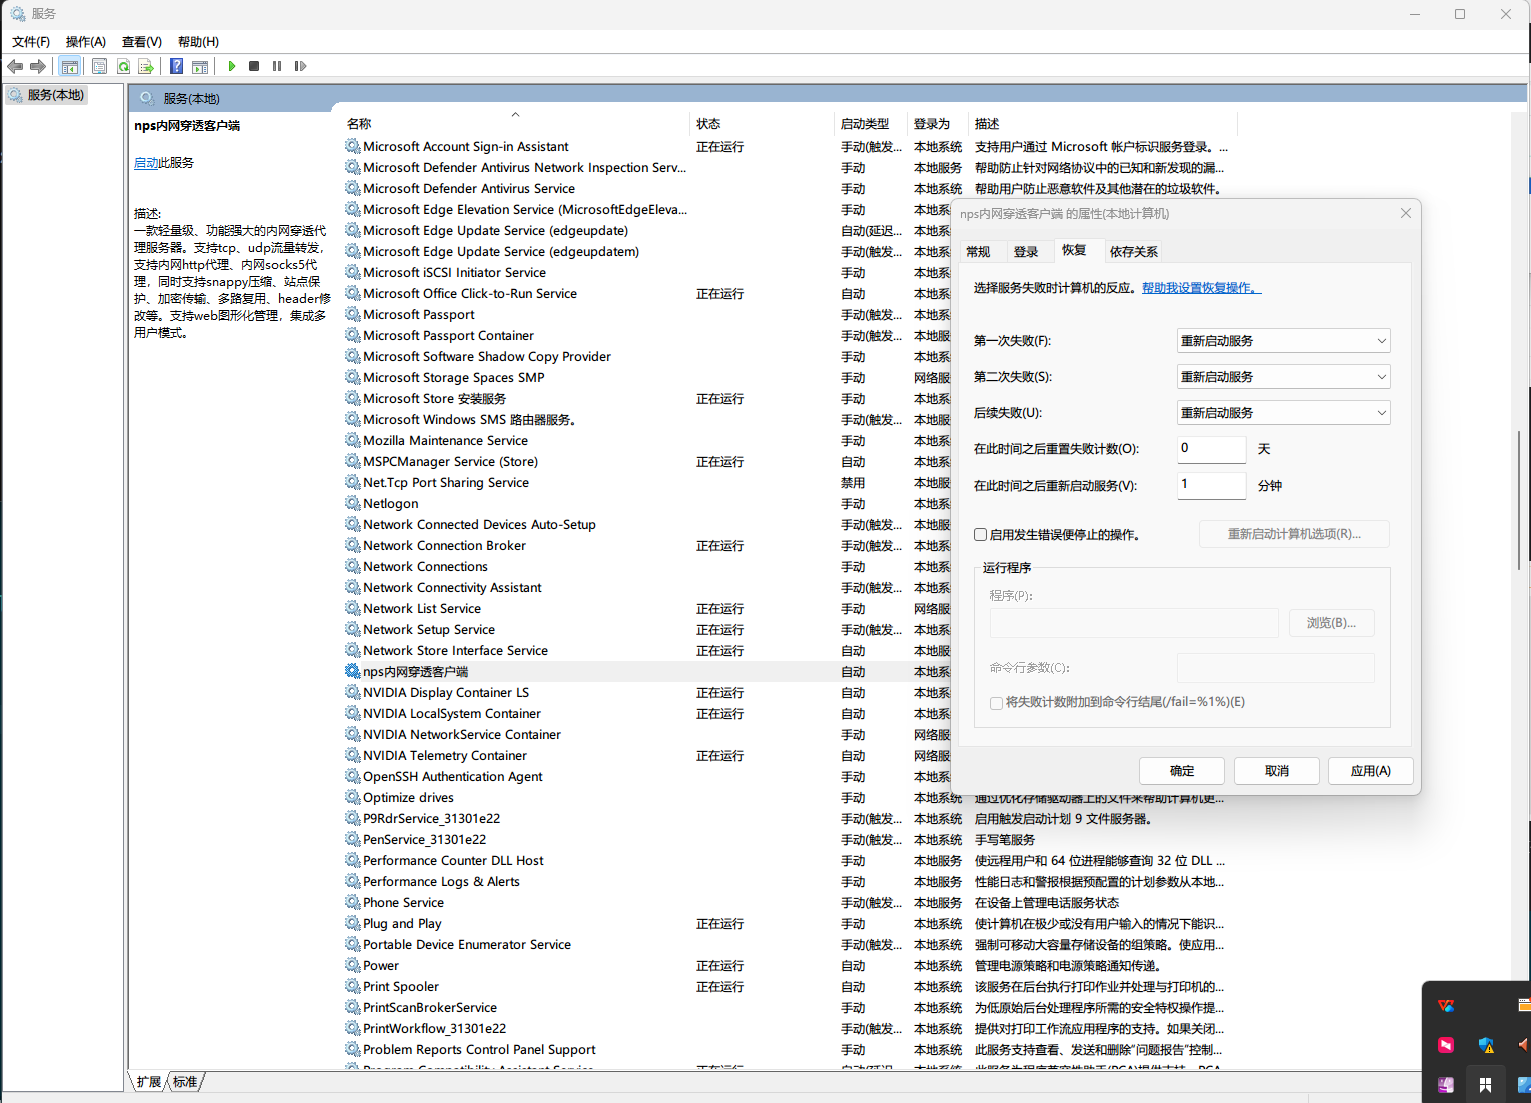 服务
文件(F) 操作(A) 查看(V) 帮助(H)
服务(本地)
服务(本地)
nps内网穿透客户端
启动此服务
描述:
一款轻量级、功能强大的内网穿透代
理服务器。支持tcp、udp流量转发，
支持内网http代理、内网socks5代
理，同时支持snappy压缩、站点保
护、加密传输、多路复用、header修
改等。支持web图形化管理，集成多
用户模式。
名称 状态 启动类型 登录为 描述
Microsoft Account Sign-in Assistant 正在运行 手动(触发... 本地系统 支持用户通过 Microsoft 帐户标识服务登录。...
Microsoft Defender Antivirus Network Inspection Serv... 手动 本地服务 帮助防止针对网络协议中的已知和新发现的漏...
Microsoft Defender Antivirus Service 手动 本地系统 帮助用户防止恶意软件及其他潜在的垃圾软件。
Microsoft Edge Elevation Service (MicrosoftEdgeEleva... 手动 本地系
Microsoft Edge Update Service (edgeupdate) 自动(延迟... 本地系
Microsoft Edge Update Service (edgeupdatem) 手动(触发... 本地系
Microsoft iSCSI Initiator Service 手动 本地系
Microsoft Office Click-to-Run Service 正在运行 自动 本地系
Microsoft Passport 手动(触发... 本地系
Microsoft Passport Container 手动(触发... 本地服
Microsoft Software Shadow Copy Provider 手动 本地系
Microsoft Storage Spaces SMP 手动 网络服
Microsoft Store 安装服务 正在运行 手动 本地系
Microsoft Windows SMS 路由器服务。 手动(触发... 本地系
Mozilla Maintenance Service 手动 本地系
MSPCManager Service (Store) 正在运行 自动 本地系
Net.Tcp Port Sharing Service 禁用 本地服
Netlogon 手动 本地系
Network Connected Devices Auto-Setup 手动(触发... 本地服
Network Connection Broker 正在运行 手动(触发... 本地系
Network Connections 手动 本地系
Network Connectivity Assistant 手动(触发... 本地系
Network List Service 正在运行 手动 网络服
Network Setup Service 正在运行 手动(触发... 本地系
Network Store Interface Service 正在运行 自动 本地服
nps内网穿透客户端 自动 本地系
NVIDIA Display Container LS 正在运行 自动 本地系
NVIDIA LocalSystem Container 正在运行 自动 本地系
NVIDIA NetworkService Container 手动 网络服
NVIDIA Telemetry Container 正在运行 自动 网络服
OpenSSH Authentication Agent 手动 本地系
Optimize drives 手动 本地系统 通过优化存储驱动器上的文件来帮助计算机更...
P9RdrService_31301e22 手动(触发... 本地系统 启用触发启动计划 9 文件服务器。
PenService_31301e22 手动(触发... 本地系统 手写笔服务
Performance Counter DLL Host 手动 本地服务 使远程用户和 64 位进程能够查询 32 位 DLL ...
Performance Logs & Alerts 手动 本地服务 性能日志和警报根据预配置的计划参数从本地...
Phone Service 手动(触发... 本地服务 在设备上管理电话服务状态
Plug and Play 正在运行 手动 本地系统 使计算机在极少或没有用户输入的情况下能识...
Portable Device Enumerator Service 手动(触发... 本地系统 强制可移动大容量存储设备的组策略。使应用...
Power 正在运行 自动 本地系统 管理电源策略和电源策略通知传递。
Print Spooler 正在运行 自动 本地系统 该服务在后台执行打印作业并处理与打印机的...
PrintScanBrokerService 手动 本地系统 为低原始后台处理程序所需的安全特权操作提...
PrintWorkflow_31301e22 手动(触发... 本地系统 提供对打印工作流应用程序的支持。如果关闭...
Problem Reports Control Panel Support 手动 本地系统 此服务支持查看、发送和删除"问题报告"控制...
Program Compatibility Assistant Service 正在运行
扩展 标准
nps内网穿透客户端 的属性(本地计算机)
常规 登录 恢复 依存关系
选择服务失败时计算机的反应。帮助我设置恢复操作。
第一次失败(F): 重新启动服务
第二次失败(S): 重新启动服务
后续失败(U): 重新启动服务
在此时间之后重置失败计数(O): 0 天
在此时间之后重新启动服务(V): 1 分钟
启用发生错误便停止的操作。 重新启动计算机选项(R)...
运行程序
程序(P):
浏览(B)...
命令行参数(C):
将失败计数附加到命令行结尾(/fail=%1%)(E)
确定 取消 应用(A)